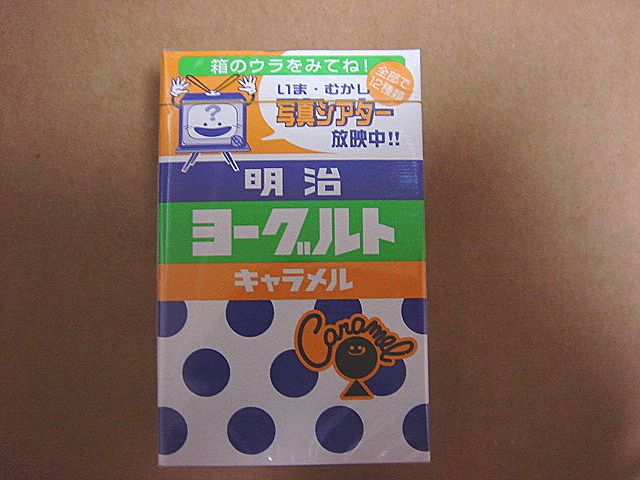 箱のウラをみてね!
全部で
12種類
いま・むかし
写真シアター
放映中!!
?
明治
ヨーグルト
キャラメル
Caramel